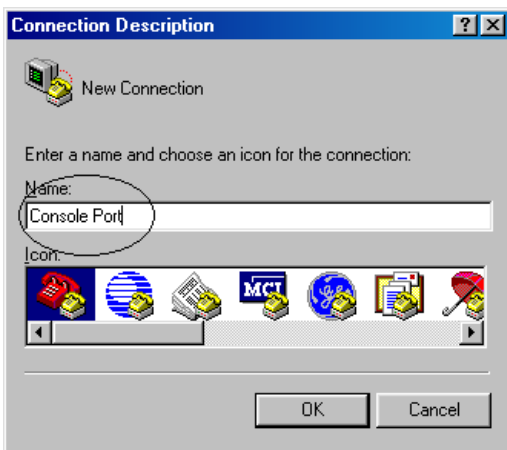 Connection Description
New Connection
Enter a name and choose an icon for the connection:
Name:
Console Port
Icon:
MCI
OK
Cancel